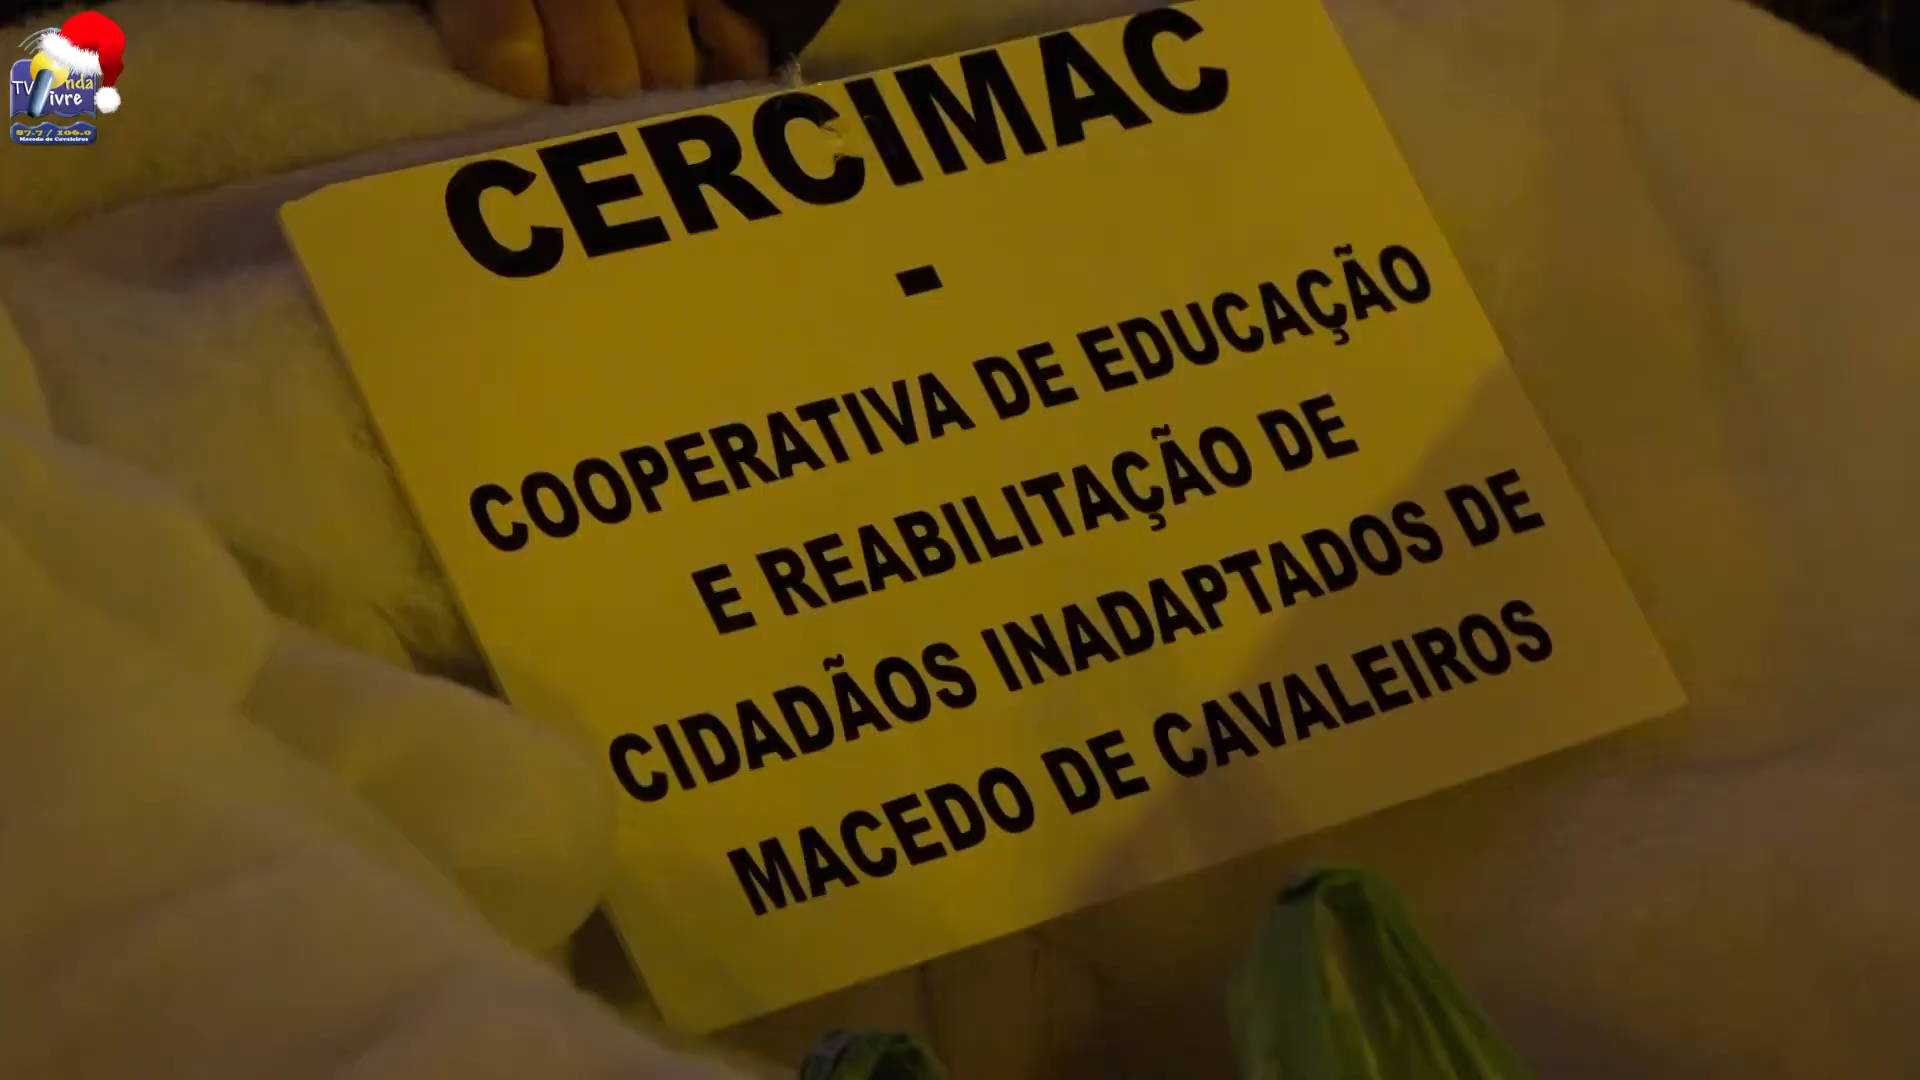 TV Onda
Livre
87.7 / 106.0
Macedo de Cavaleiros
CERCIMAC
-
COOPERATIVA DE EDUCAÇÃO
E REABILITAÇÃO DE
CIDADÃOS INADAPTADOS DE
MACEDO DE CAVALEIROS